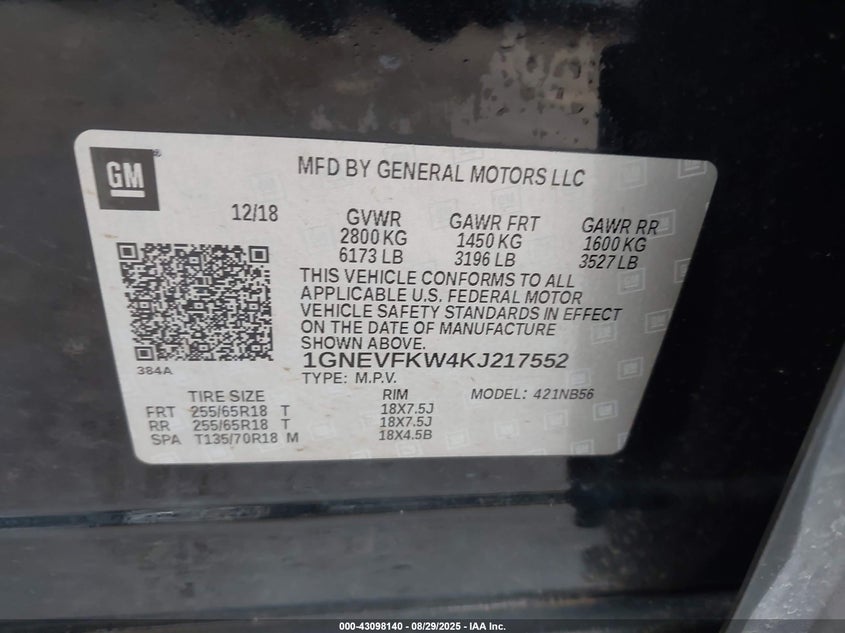 GM
MFD BY GENERAL MOTORS LLC
12/18 GVWR GAWR FRT GAWR RR
2800 KG 1450 KG 1600 KG
6173 LB 3196 LB 3527 LB
THIS VEHICLE CONFORMS TO ALL
APPLICABLE U.S. FEDERAL MOTOR
VEHICLE SAFETY STANDARDS IN EFFECT
ON THE DATE OF MANUFACTURE
SHOWN ABOVE.
384A
1GNEVFKW4KJ217552
TYPE: M.P.V. MODEL: 421NB56
TIRE SIZE RIM
FRT 255/65R18 T 18X7.5J
RR 255/65R18 T 18X7.5J
SPA T135/70R18 M 18X4.5B
000-43098140 - 08/29/2025 - IAA Inc.